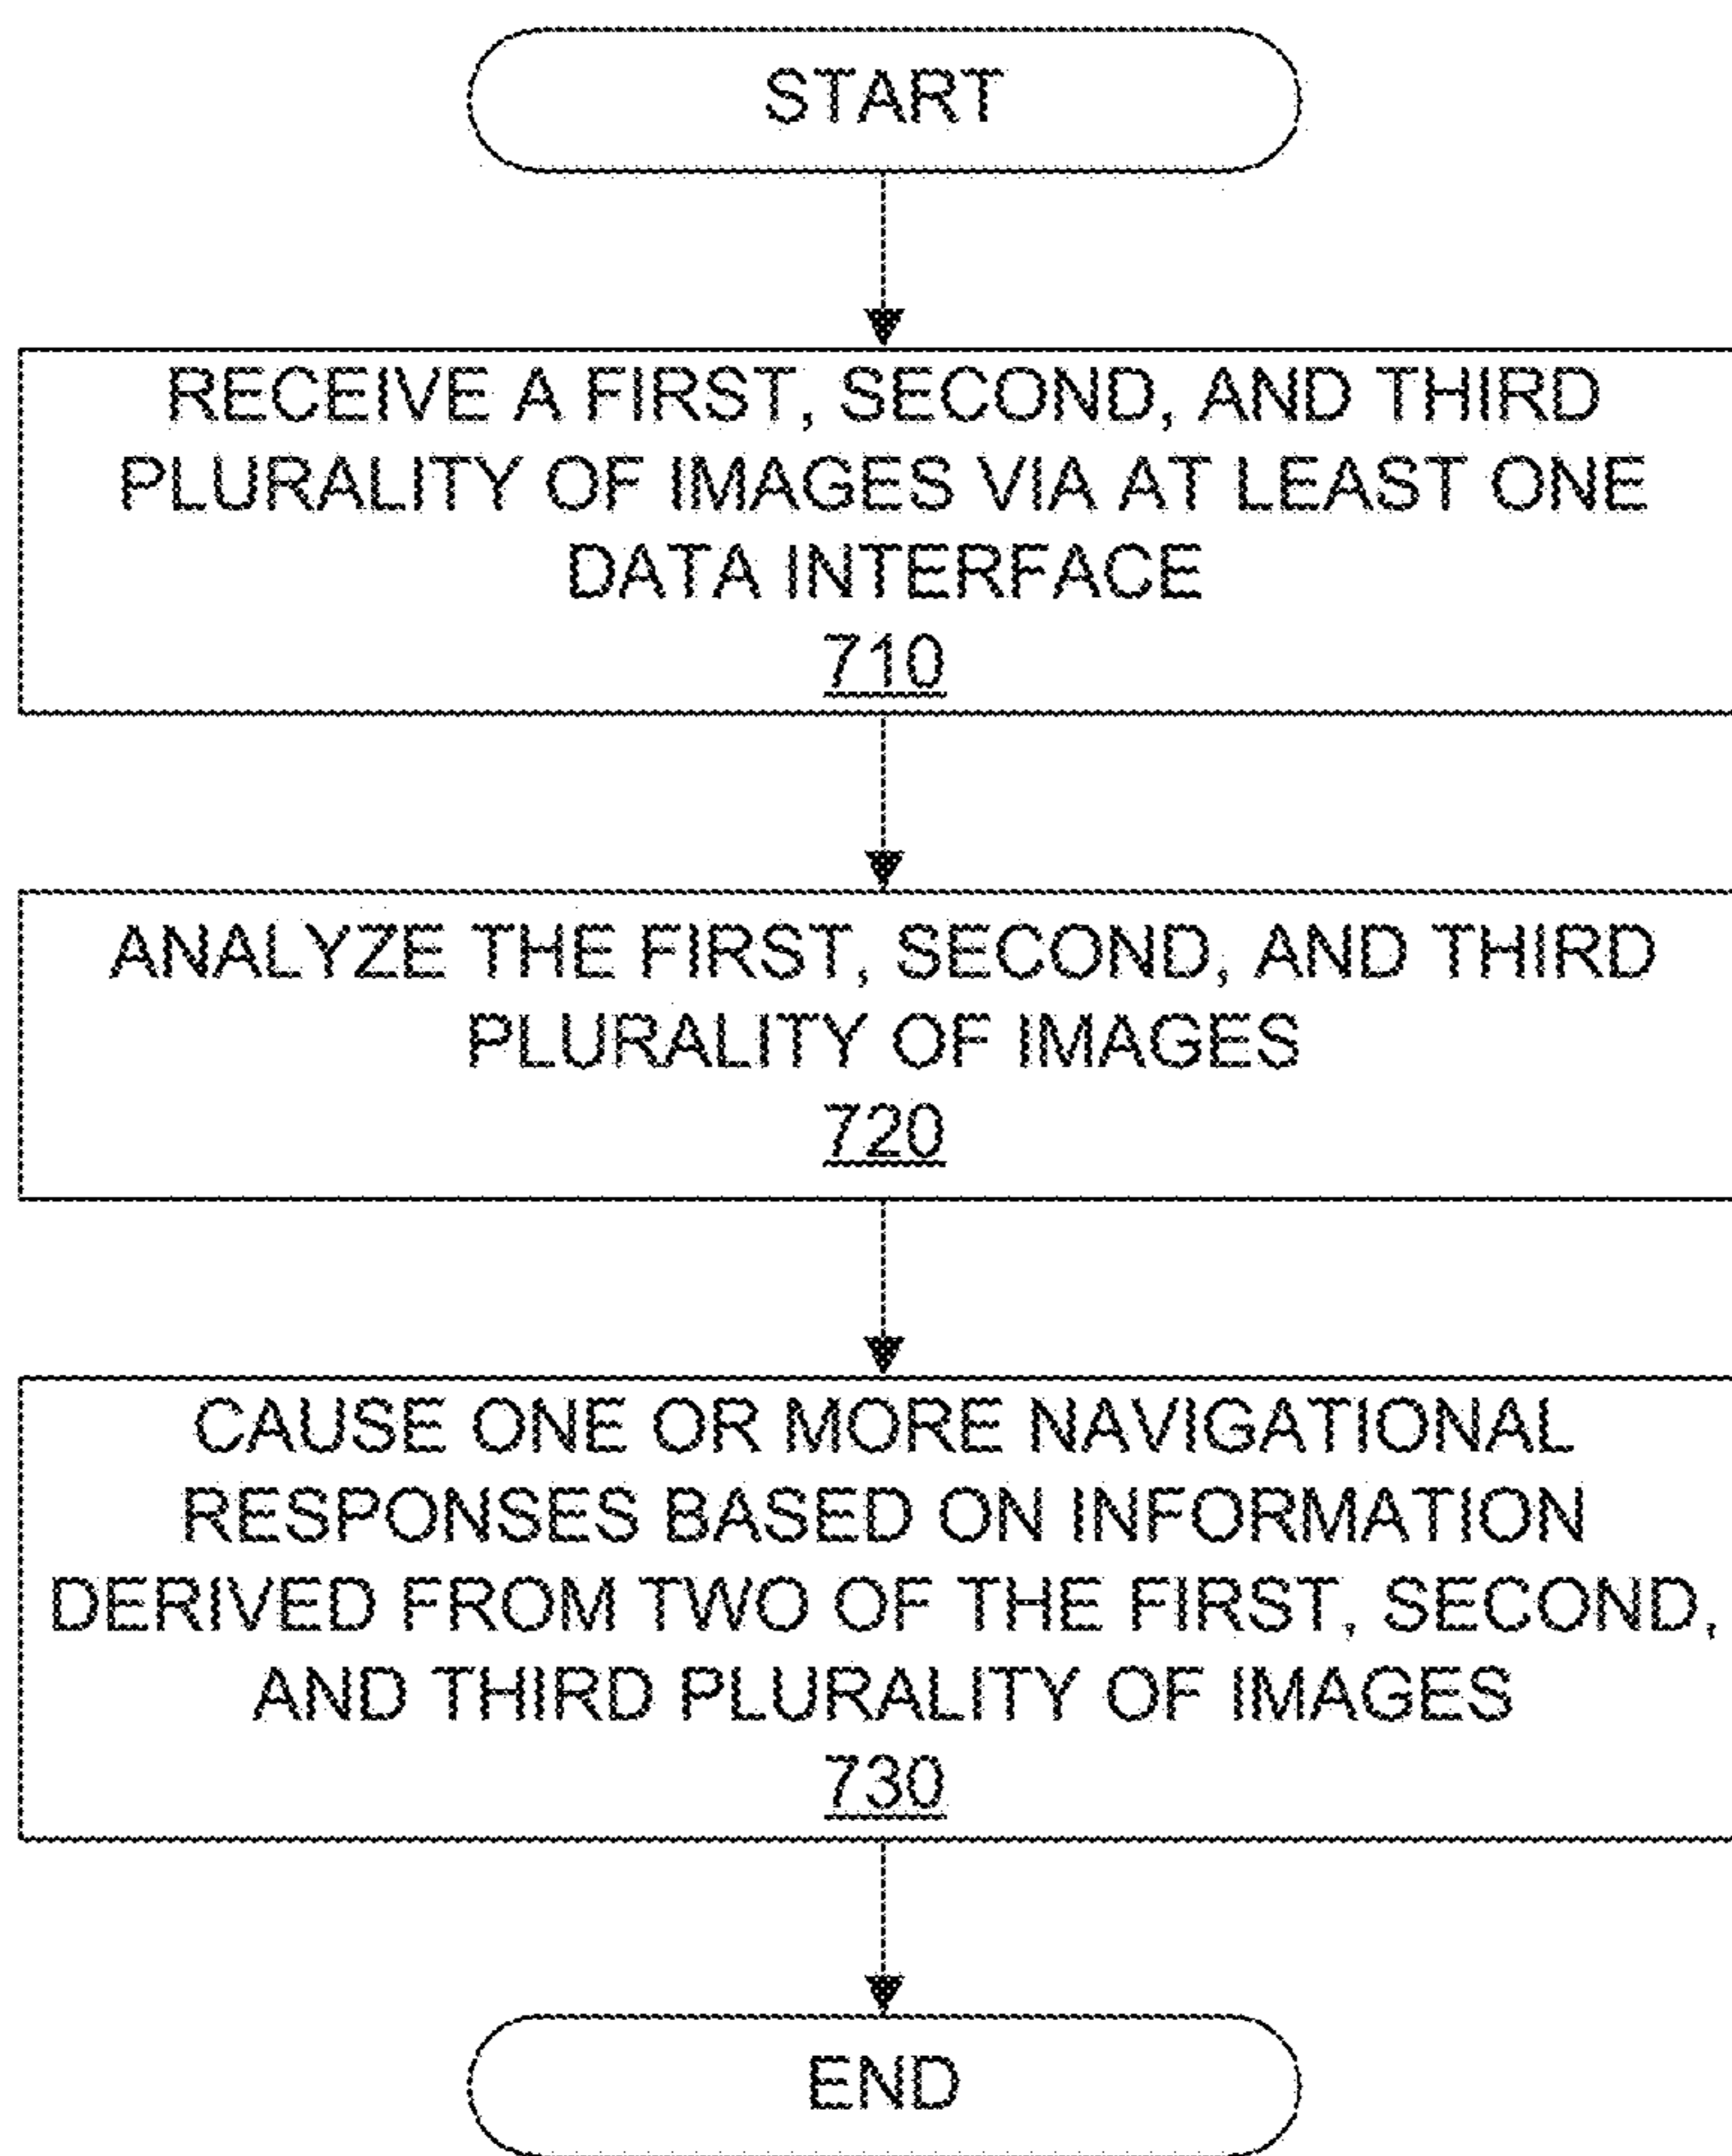 START
RECEIVE A FIRST, SECOND, AND THIRD
PLURALITY OF IMAGES VIA AT LEAST ONE
DATA INTERFACE
710
ANALYZE THE FIRST, SECOND, AND THIRD
PLURALITY OF IMAGES
720
CAUSE ONE OR MORE NAVIGATIONAL
RESPONSES BASED ON INFORMATION
DERIVED FROM TWO OF THE FIRST, SECOND,
AND THIRD PLURALITY OF IMAGES
730
END